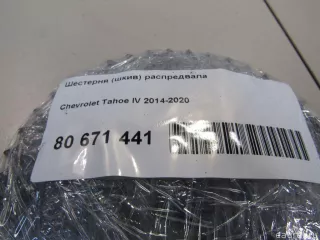 Шестерня (шкив) распредвала
Chevrolet Tahoe IV 2014-2020
80 671 441